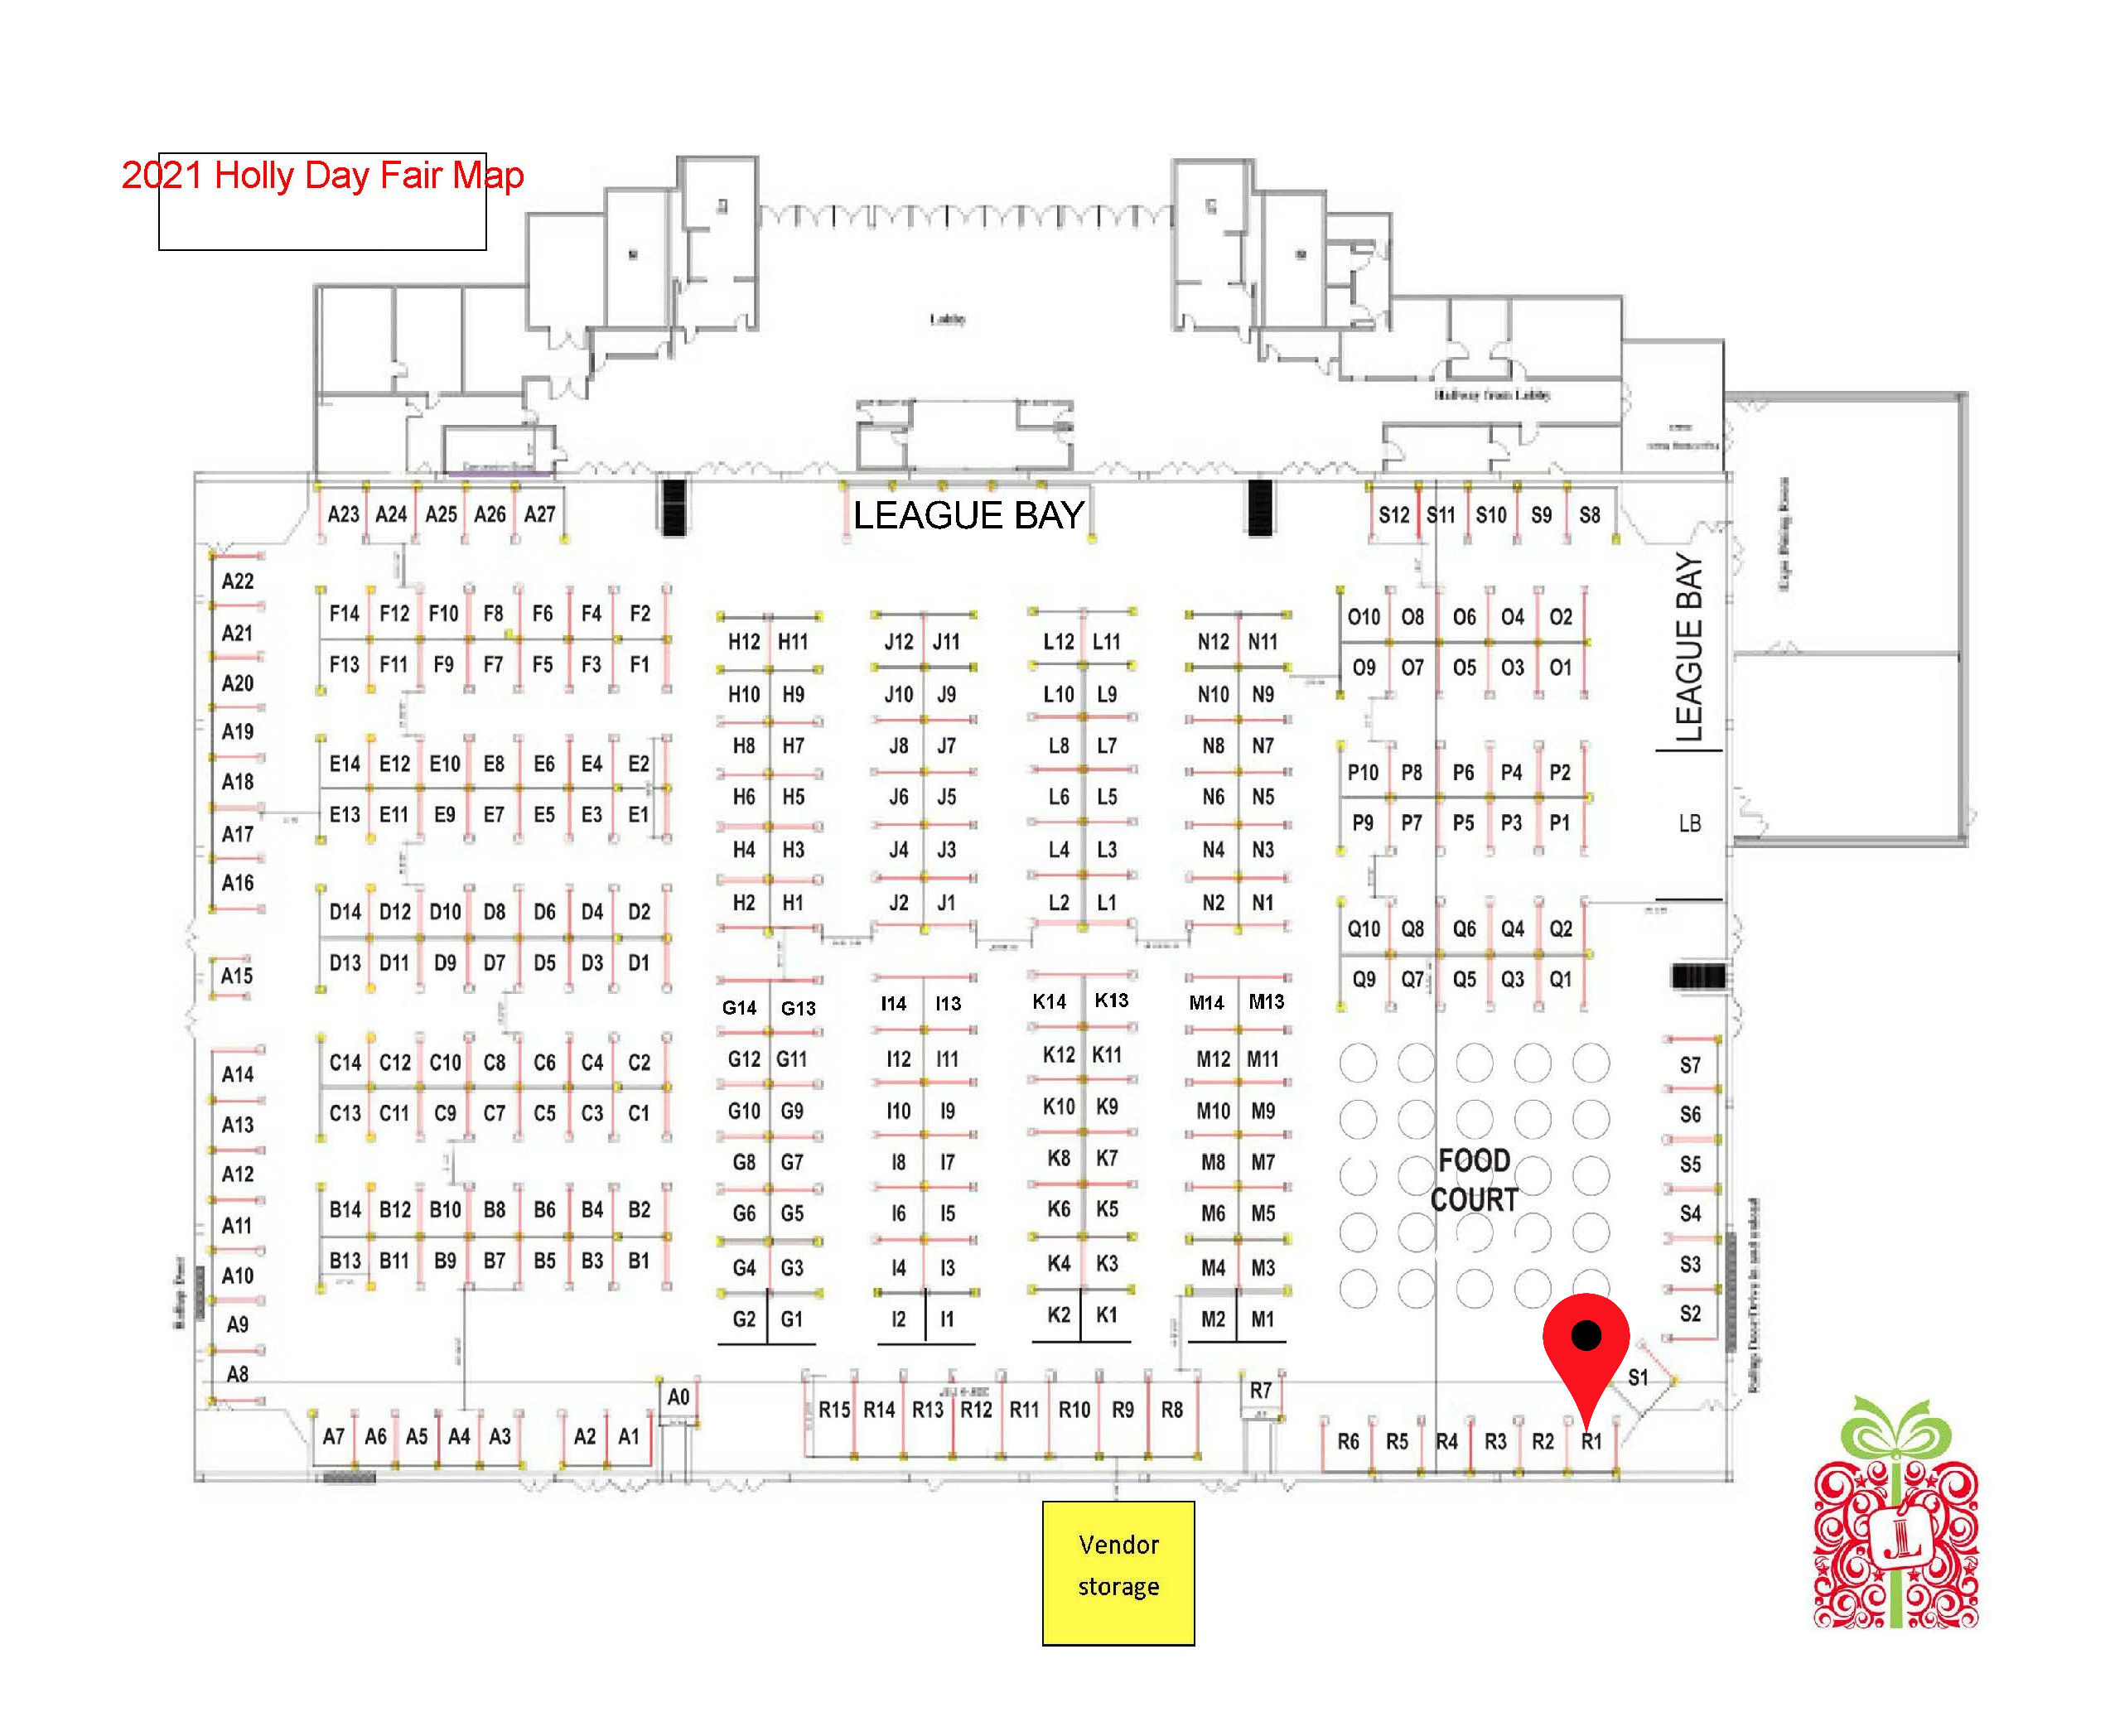 2021 Holly Day Fair Map
Lobby
Hallway from Lobby
LEAGUE BAY
A23 A24 A25 A26 A27
S12 S11 S10 S9 S8
A22
A21
A20
A19
A18
A17
A16
A15
A14
A13
A12
A11
A10
A9
A8
F14 F12 F10 F8 F6 F4 F2
F13 F11 F9 F7 F5 F3 F1
E14 E12 E10 E8 E6 E4 E2
E13 E11 E9 E7 E5 E3 E1
D14 D12 D10 D8 D6 D4 D2
D13 D11 D9 D7 D5 D3 D1
C14 C12 C10 C8 C6 C4 C2
C13 C11 C9 C7 C5 C3 C1
B14 B12 B10 B8 B6 B4 B2
B13 B11 B9 B7 B5 B3 B1
H12 H11
H10 H9
H8 H7
H6 H5
H4 H3
H2 H1
G14 G13
G12 G11
G10 G9
G8 G7
G6 G5
G4 G3
G2 G1
J12 J11
J10 J9
J8 J7
J6 J5
J4 J3
J2 J1
I14 I13
I12 I11
I10 I9
I8 I7
I6 I5
I4 I3
I2 I1
L12 L11
L10 L9
L8 L7
L6 L5
L4 L3
L2 L1
K14 K13
K12 K11
K10 K9
K8 K7
K6 K5
K4 K3
K2 K1
N12 N11
N10 N9
N8 N7
N6 N5
N4 N3
N2 N1
M14 M13
M12 M11
M10 M9
M8 M7
M6 M5
M4 M3
M2 M1
O10 O8 O6 O4 O2
O9 O7 O5 O3 O1
P10 P8 P6 P4 P2
P9 P7 P5 P3 P1
Q10 Q8 Q6 Q4 Q2
Q9 Q7 Q5 Q3 Q1
LEAGUE BAY
LB
FOOD
COURT
S7
S6
S5
S4
S3
S2
S1
A7 A6 A5 A4 A3 A2 A1
A0
R15 R14 R13 R12 R11 R10 R9 R8
R7
R6 R5 R4 R3 R2 R1
Vendor
storage
JL